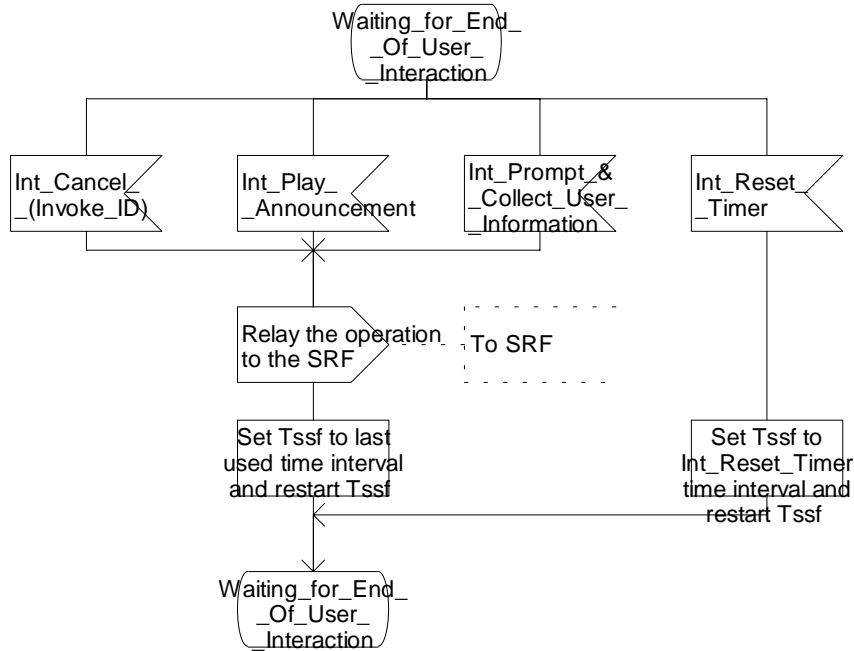 Waiting_for_End_
_Of_User_
_Interaction
Int_Cancel_
_(Invoke_ID)
Int_Play_
_Announcement
Int_Prompt_&
_Collect_User_
_Information
Int_Reset_
_Timer
Relay the operation
to the SRF
To SRF
Set Tssf to last
used time interval
and restart Tssf
Set Tssf to
Int_Reset_Timer
time interval and
restart Tssf
Waiting_for_End_
_Of_User_
_Interaction